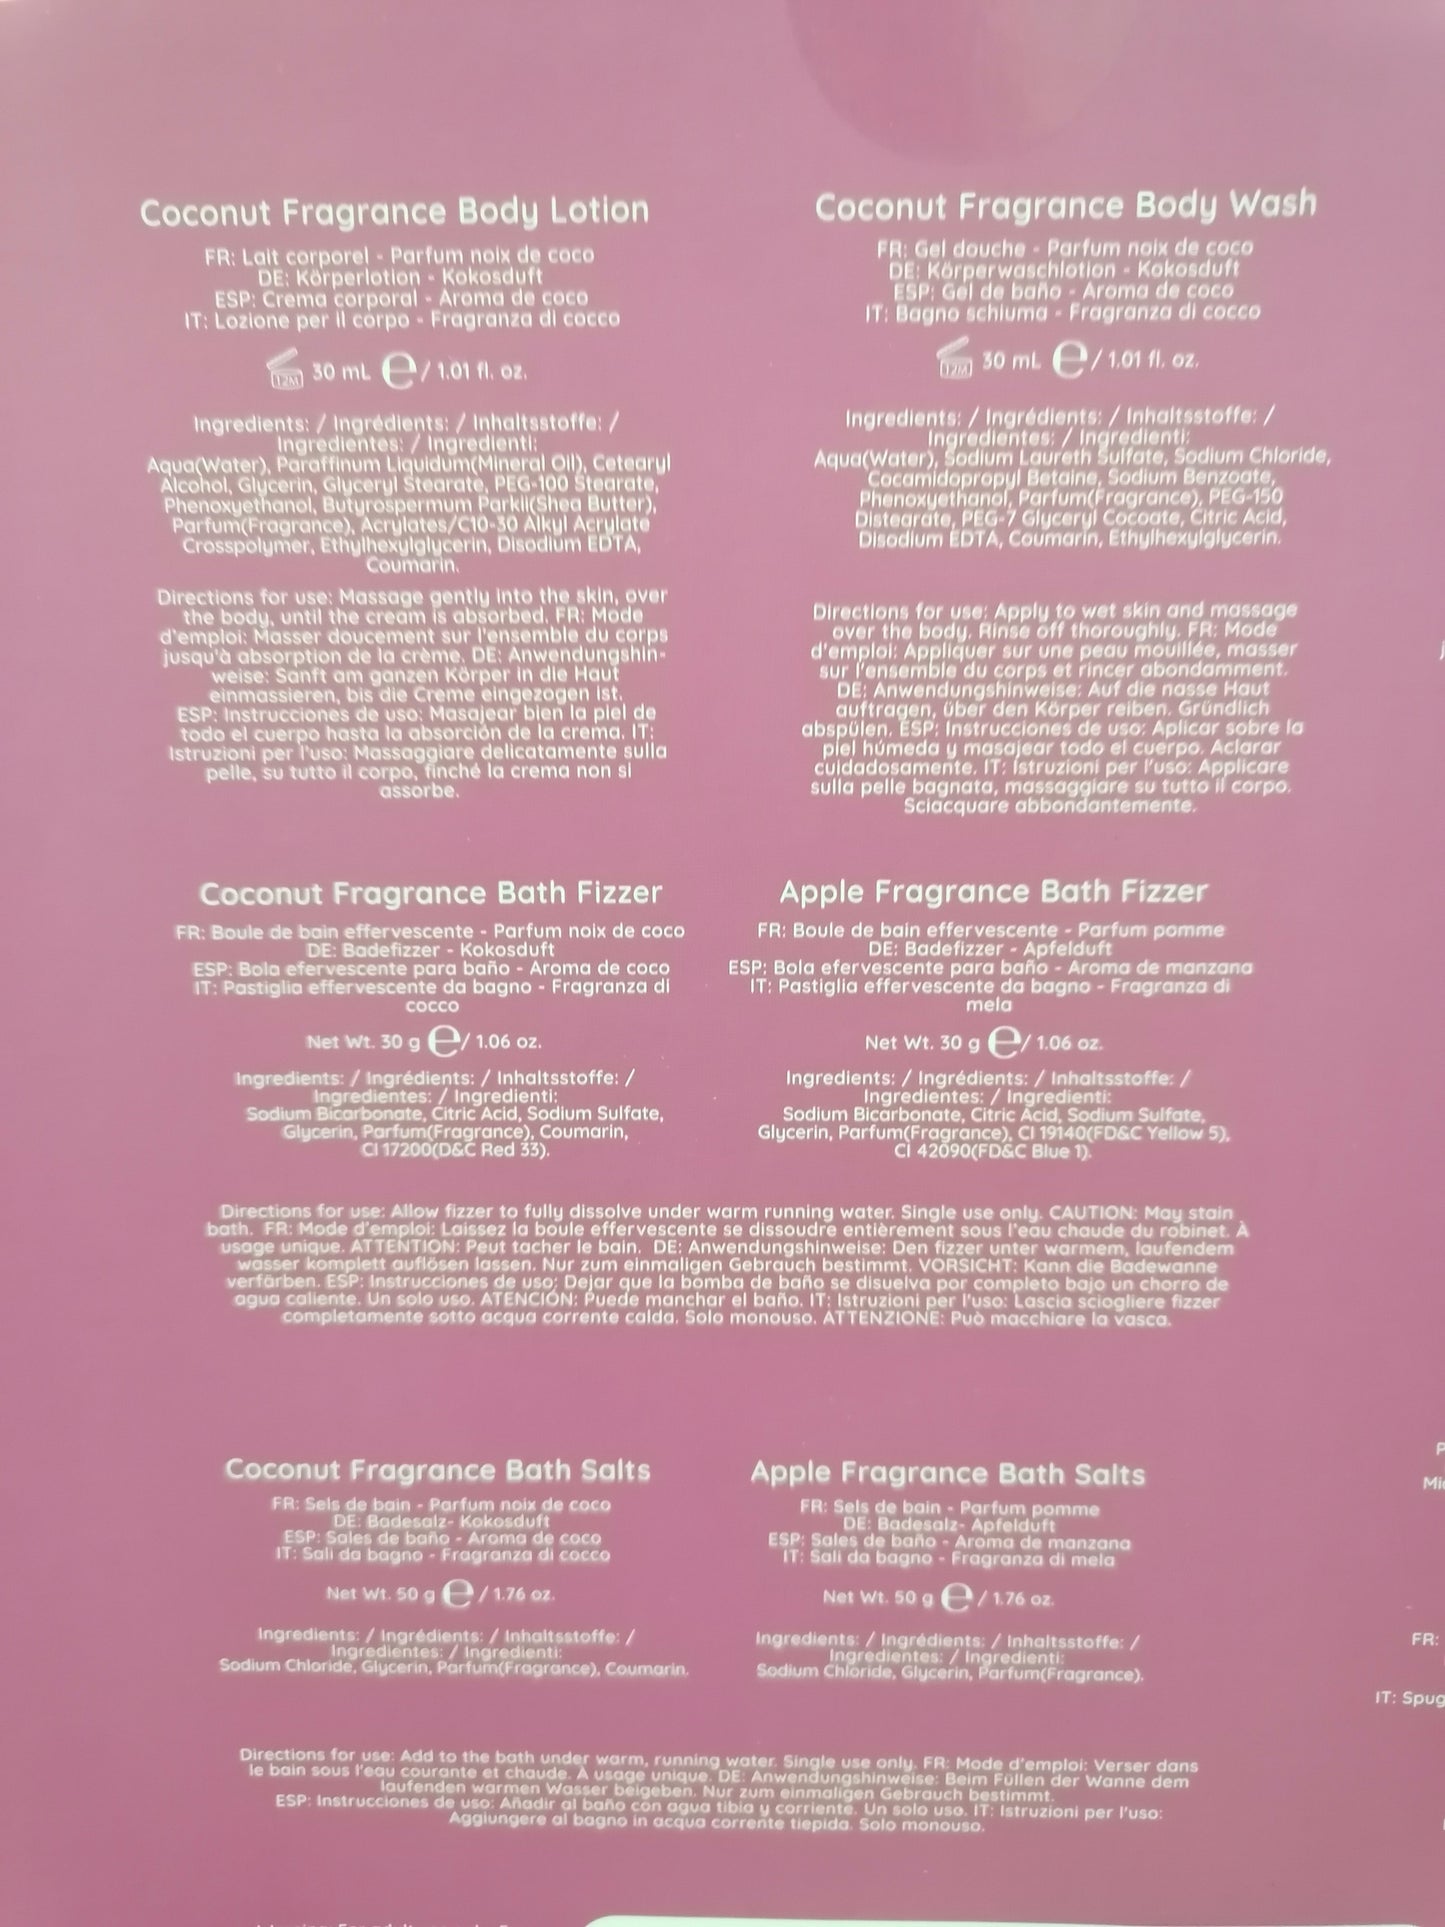 Coconut Fragrance Body Lotion
FR: Lait corporel - Parfum noix de coco
DE: Körperlotion - Kokosduft
ESP: Crema corporal - Aroma de coco
IT: Lozione per il corpo - Fragranza di cocco
12M 30 mL e / 1.01 fl. oz.
Ingredients: / Ingrédients: / Inhaltsstoffe: /
Ingredientes: / Ingredienti:
Aqua(Water), Paraffinum Liquidum(Mineral Oil), Cetearyl
Alcohol, Glycerin, Glyceryl Stearate, PEG-100 Stearate,
Phenoxyethanol, Butyrospermum Parkii(Shea Butter),
Parfum(Fragrance), Acrylates/C10-30 Alkyl Acrylate
Crosspolymer, Ethylhexylglycerin, Disodium EDTA,
Coumarin.
Directions for use: Massage gently into the skin, over
the body, until the cream is absorbed. FR: Mode
d'emploi: Masser doucement sur l'ensemble du corps
jusqu'à absorption de la crème. DE: Anwendungshin-
weise: Sanft am ganzen Körper in die Haut
einmassieren, bis die Creme eingezogen ist.
ESP: Instrucciones de uso: Masajear bien la piel de
todo el cuerpo hasta la absorción de la crema. IT:
Istruzioni per l'uso: Massaggiare delicatamente sulla
pelle, su tutto il corpo, finché la crema non si
assorbe.
Coconut Fragrance Body Wash
FR: Gel douche - Parfum noix de coco
DE: Körperwaschlotion - Kokosduft
ESP: Gel de baño - Aroma de coco
IT: Bagno schiuma - Fragranza di cocco
12M 30 mL e / 1.01 fl. oz.
Ingredients: / Ingrédients: / Inhaltsstoffe: /
Ingredientes: / Ingredienti:
Aqua(Water), Sodium Laureth Sulfate, Sodium Chloride,
Cocamidopropyl Betaine, Sodium Benzoate,
Phenoxyethanol, Parfum(Fragrance), PEG-150
Distearate, PEG-7 Glyceryl Cocoate, Citric Acid,
Disodium EDTA, Coumarin, Ethylhexylglycerin.
Directions for use: Apply to wet skin and massage
over the body. Rinse off thoroughly. FR: Mode
d'emploi: Appliquer sur une peau mouillée, masser
sur l'ensemble du corps et rincer abondamment.
DE: Anwendungshinweise: Auf die nasse Haut
auftragen, über den Körper reiben. Gründlich
abspülen. ESP: Instrucciones de uso: Aplicar sobre la
piel húmeda y masajear todo el cuerpo. Aclarar
cuidadosamente. IT: Istruzioni per l'uso: Applicare
sulla pelle bagnata, massaggiare su tutto il corpo.
Sciacquare abbondantemente.
Coconut Fragrance Bath Fizzer
FR: Boule de bain effervescente - Parfum noix de coco
DE: Badefizzer - Kokosduft
ESP: Bola efervescente para baño - Aroma de coco
IT: Pastiglia effervescente da bagno - Fragranza di
cocco
Net Wt. 30 g e / 1.06 oz.
Ingredients: / Ingrédients: / Inhaltsstoffe: /
Ingredientes: / Ingredienti:
Sodium Bicarbonate, Citric Acid, Sodium Sulfate,
Glycerin, Parfum(Fragrance), Coumarin,
CI 17200(D&C Red 33).
Apple Fragrance Bath Fizzer
FR: Boule de bain effervescente - Parfum pomme
DE: Badefizzer - Apfelduft
ESP: Bola efervescente para baño - Aroma de manzana
IT: Pastiglia effervescente da bagno - Fragranza di
mela
Net Wt. 30 g e / 1.06 oz.
Ingredients: / Ingrédients: / Inhaltsstoffe: /
Ingredientes: / Ingredienti:
Sodium Bicarbonate, Citric Acid, Sodium Sulfate,
Glycerin, Parfum(Fragrance), CI 19140(FD&C Yellow 5),
CI 42090(FD&C Blue 1).
Directions for use: Allow fizzer to fully dissolve under warm running water. Single use only. CAUTION: May stain
bath. FR: Mode d'emploi: Laissez la boule effervescente se dissoudre entièrement sous l'eau chaude du robinet. À
usage unique. ATTENTION: Peut tacher le bain. DE: Anwendungshinweise: Den fizzer unter warmem, laufendem
wasser komplett auflösen lassen. Nur zum einmaligen Gebrauch bestimmt. VORSICHT: Kann die Badewanne
verfärben. ESP: Instrucciones de uso: Dejar que la bomba de baño se disuelva por completo bajo un chorro de
agua caliente. Un solo uso. ATENCIÓN: Puede manchar el baño. IT: Istruzioni per l'uso: Lascia sciogliere fizzer
completamente sotto acqua corrente calda. Solo monouso. ATTENZIONE: Può macchiare la vasca.
Coconut Fragrance Bath Salts
FR: Sels de bain - Parfum noix de coco
DE: Badesalz- Kokosduft
ESP: Sales de baño - Aroma de coco
IT: Sali da bagno - Fragranza di cocco
Net Wt. 50 g e / 1.76 oz.
Ingredients: / Ingrédients: / Inhaltsstoffe: /
Ingredientes: / Ingredienti:
Sodium Chloride, Glycerin, Parfum(Fragrance), Coumarin.
Apple Fragrance Bath Salts
FR: Sels de bain - Parfum pomme
DE: Badesalz- Apfelduft
ESP: Sales de baño - Aroma de manzana
IT: Sali da bagno - Fragranza di mela
Net Wt. 50 g e / 1.76 oz.
Ingredients: / Ingrédients: / Inhaltsstoffe: /
Ingredientes: / Ingredienti:
Sodium Chloride, Glycerin, Parfum(Fragrance).
Directions for use: Add to the bath under warm, running water. Single use only. FR: Mode d'emploi: Verser dans
le bain sous l'eau courante et chaude. À usage unique. DE: Anwendungshinweise: Beim Füllen der Wanne dem
laufenden warmen Wasser beigeben. Nur zum einmaligen Gebrauch bestimmt.
ESP: Instrucciones de uso: Añadir al baño con agua tibia y corriente. Un solo uso. IT: Istruzioni per l'uso:
Aggiungere al bagno in acqua corrente tiepida. Solo monouso.
FR:
IT: Spug